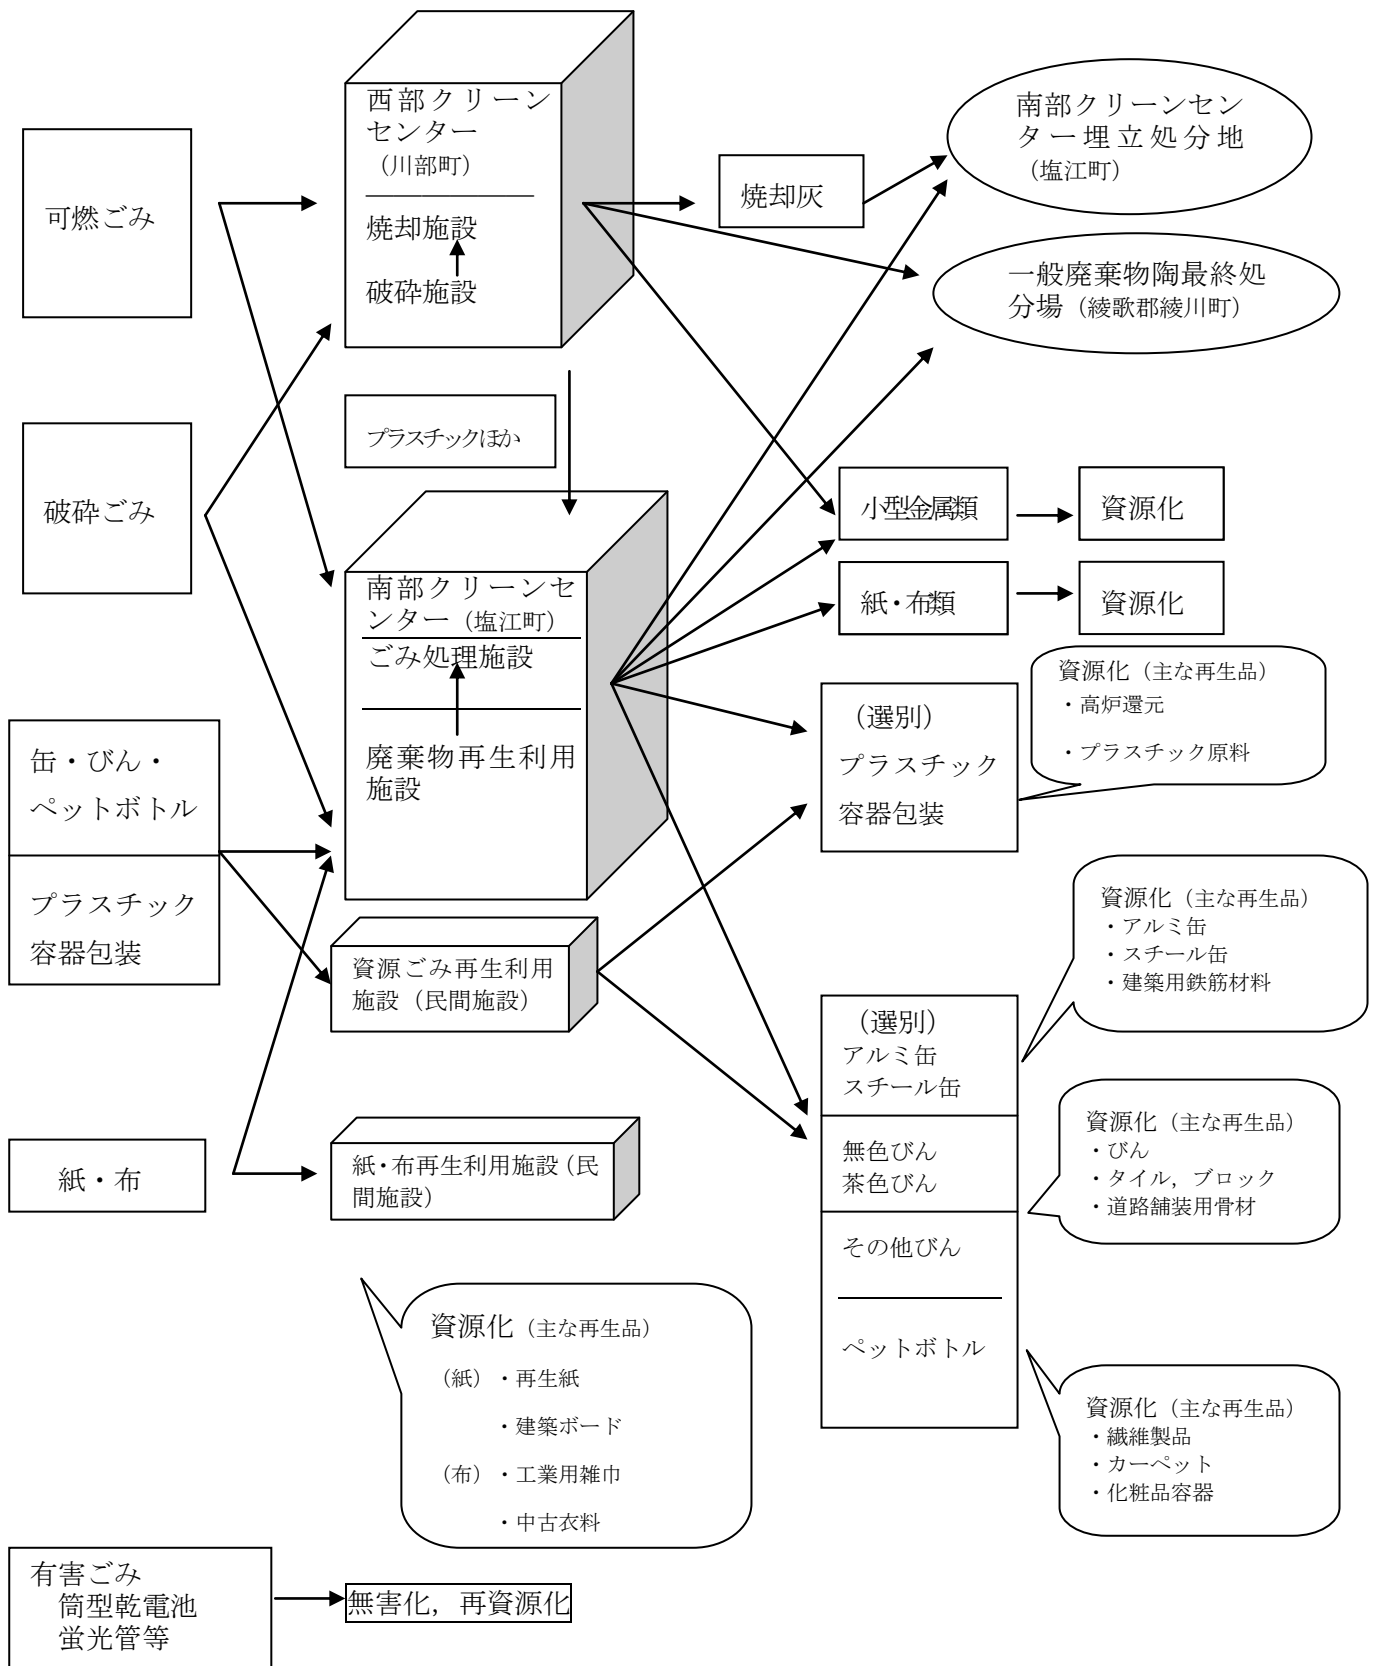 西部クリーン
センター
（川部町）
焼却施設
破砕施設
南部クリーンセン
ター埋立処分地
（塩江町）
可燃ごみ
焼却灰
一般廃棄物陶最終処
分場（綾歌郡綾川町）
プラスチックほか
破砕ごみ
小型金属類
資源化
紙・布類
資源化
南部クリーンセ
ンター（塩江町）
ごみ処理施設
廃棄物再生利用
施設
（選別）
プラスチック
容器包装
資源化（主な再生品）
・高炉還元
・プラスチック原料
缶・びん・
ペットボトル
プラスチック
容器包装
資源ごみ再生利用
施設（民間施設）
資源化（主な再生品）
・アルミ缶
・スチール缶
・建築用鉄筋材料
（選別）
アルミ缶
スチール缶
無色びん
茶色びん
その他びん
ペットボトル
資源化（主な再生品）
・びん
・タイル，ブロック
・道路舗装用骨材
紙・布
紙・布再生利用施設（民
間施設）
資源化（主な再生品）
（紙）・再生紙
・建築ボード
（布）・工業用雑巾
・中古衣料
資源化（主な再生品）
・繊維製品
・カーペット
・化粧品容器
有害ごみ
筒型乾電池
蛍光管等
無害化，再資源化